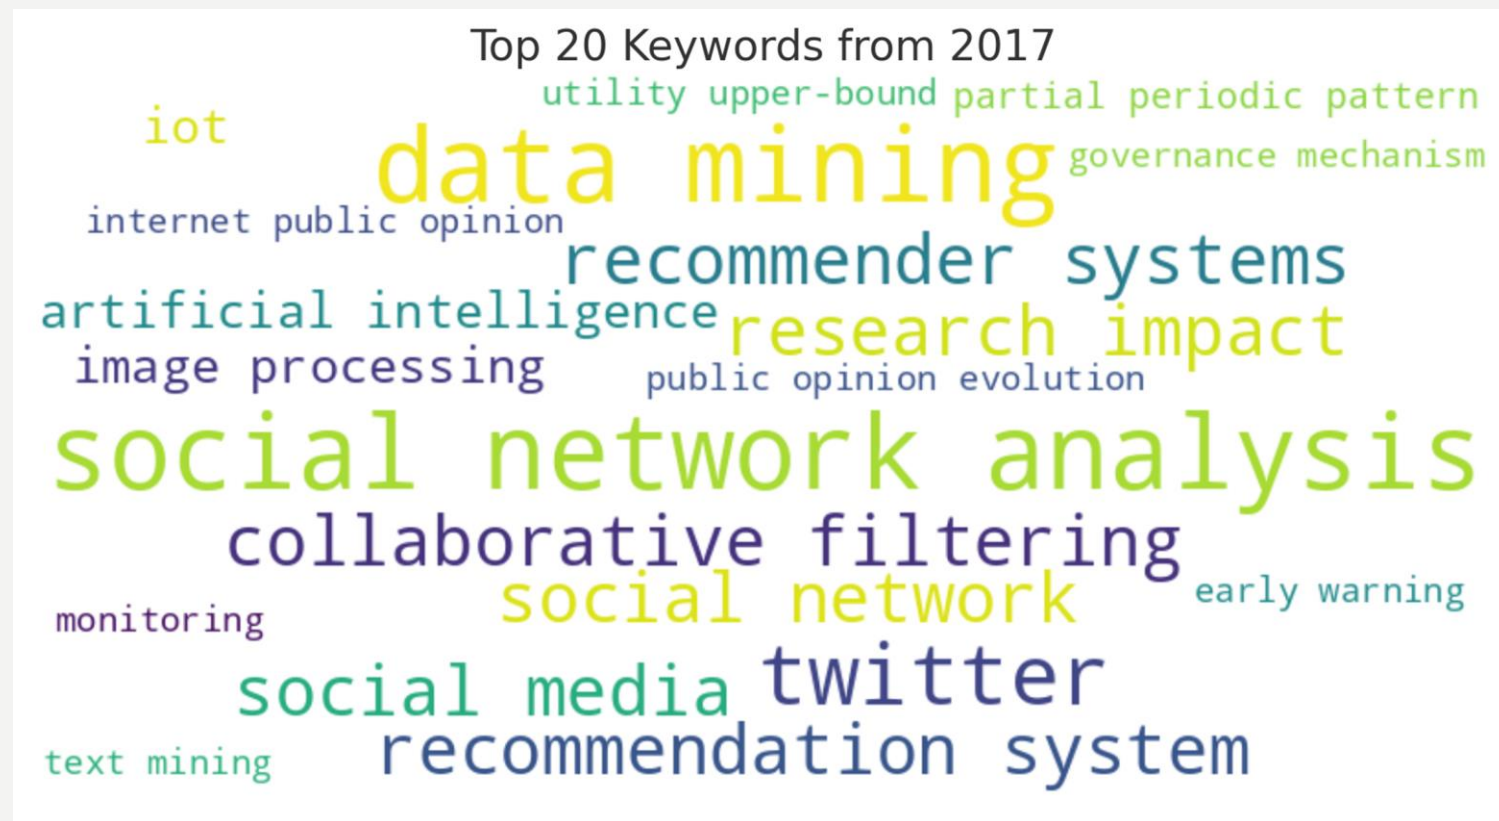 Top 20 Keywords from 2017
utility upper-bound
partial periodic pattern
iot
data mining
governance mechanism
internet public opinion
recommender systems
artificial intelligence
research impact
image processing
public opinion evolution
social network analysis
collaborative filtering
social network
early warning
monitoring
twitter
social media
recommendation system
text mining